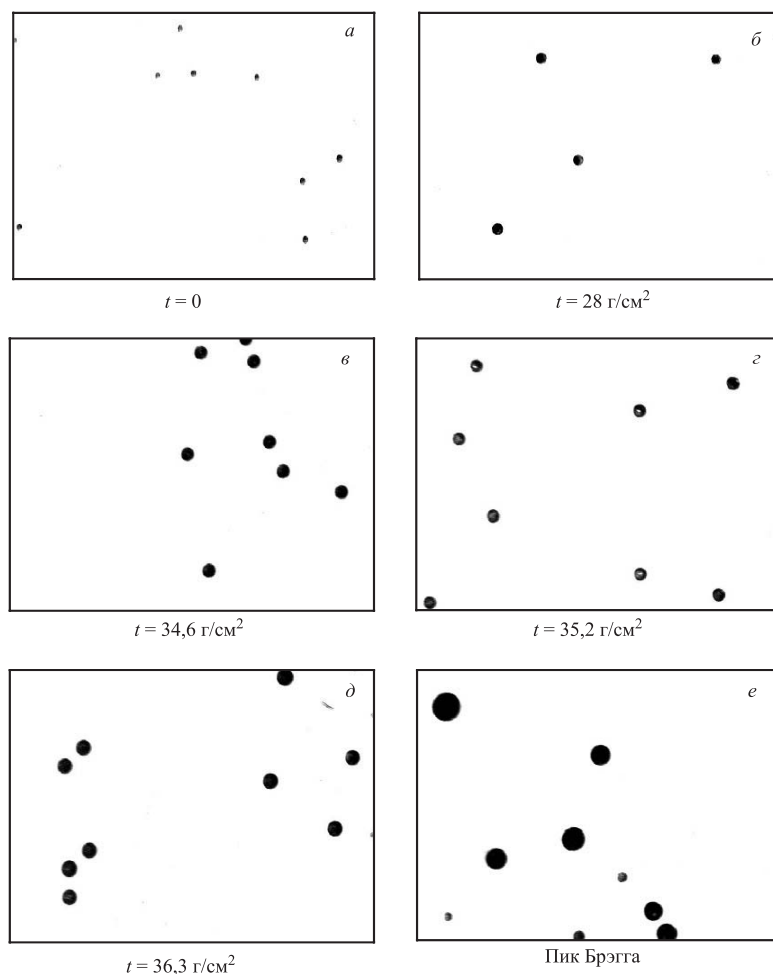 а
б
t = 0
t = 28 г/см²
в
г
t = 34,6 г/см²
t = 35,2 г/см²
д
е
t = 36,3 г/см²
Пик Брэгга